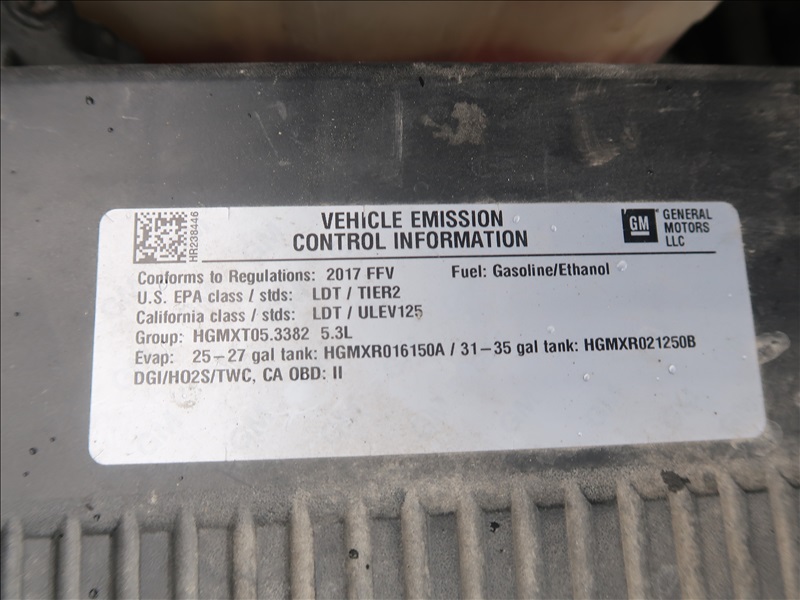 HR238446
VEHICLE EMISSION
CONTROL INFORMATION
GM
GENERAL
MOTORS
LLC
Conforms to Regulations: 2017 FFV Fuel: Gasoline/Ethanol
U.S. EPA class / stds: LDT / TIER2
California class / stds: LDT / ULEV125
Group: HGMXT05.3382 5.3L
Evap: 25-27 gal tank: HGMXR016150A / 31-35 gal tank: HGMXR021250B
DGI/HO2S/TWC, CA OBD: II